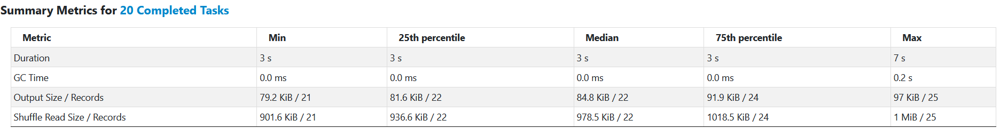 Summary Metrics for 20 Completed Tasks
Metric Min 25th percentile Median 75th percentile Max
Duration 3 s 3 s 3 s 3 s 7 s
GC Time 0.0 ms 0.0 ms 0.0 ms 0.0 ms 0.2 s
Output Size / Records 79.2 KiB / 21 81.6 KiB / 22 84.8 KiB / 22 91.9 KiB / 24 97 KiB / 25
Shuffle Read Size / Records 901.6 KiB / 21 936.6 KiB / 22 978.5 KiB / 22 1018.5 KiB / 24 1 MiB / 25